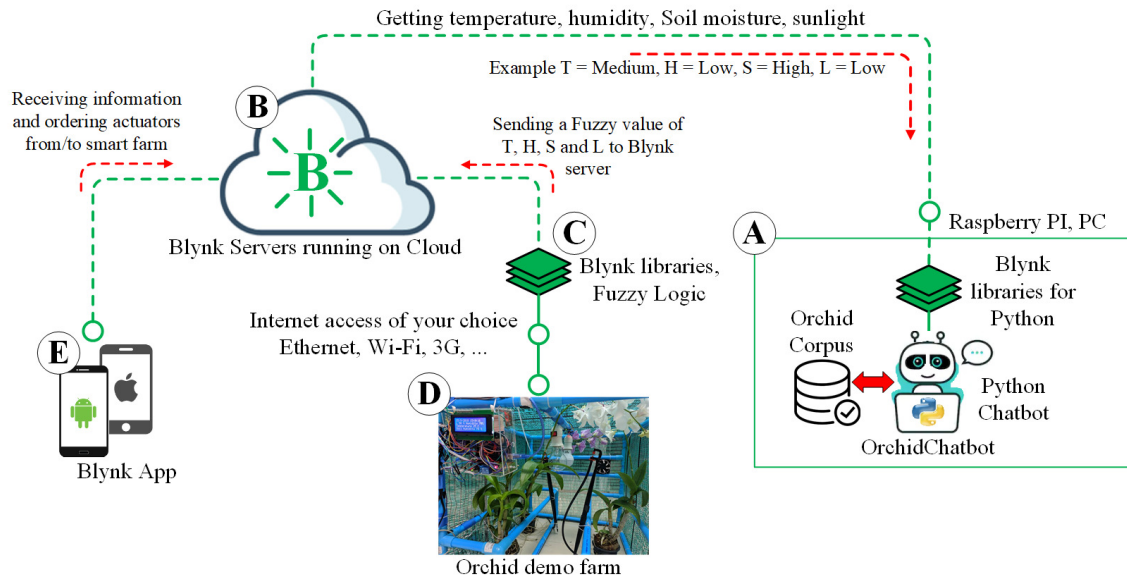 Getting temperature, humidity, Soil moisture, sunlight
Example T = Medium, H = Low, S = High, L = Low
B
Receiving information
and ordering actuators
from/to smart farm
Sending a Fuzzy value of
T, H, S and L to Blynk
server
B
Blynk Servers running on Cloud
C
Blynk libraries,
Fuzzy Logic
A
Raspberry PI, PC
Blynk
libraries for
Python
Orchid
Corpus
Python
Chatbot
OrchidChatbot
Internet access of your choice
Ethernet, Wi-Fi, 3G, ...
E
Blynk App
D
Orchid demo farm